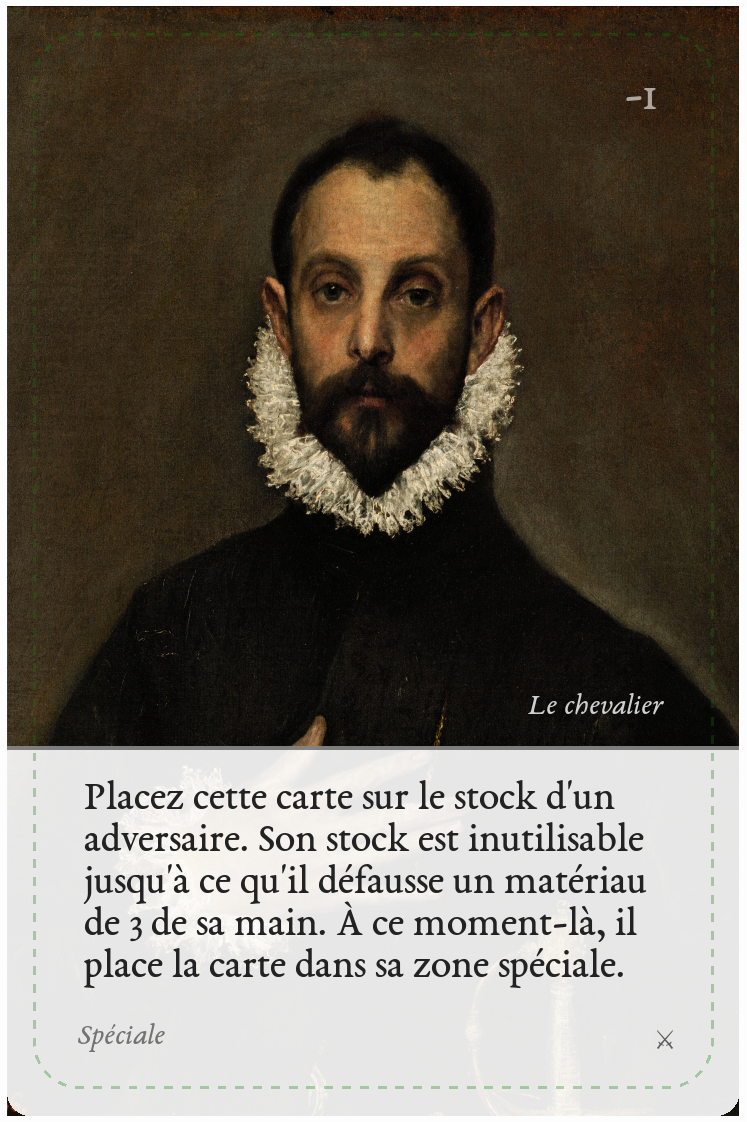 -1
Le chevalier
Placez cette carte sur le stock d'un
adversaire. Son stock est inutilisable
jusqu'à ce qu'il défausse un matériau
de 3 de sa main. À ce moment-là, il
place la carte dans sa zone spéciale.
Spéciale